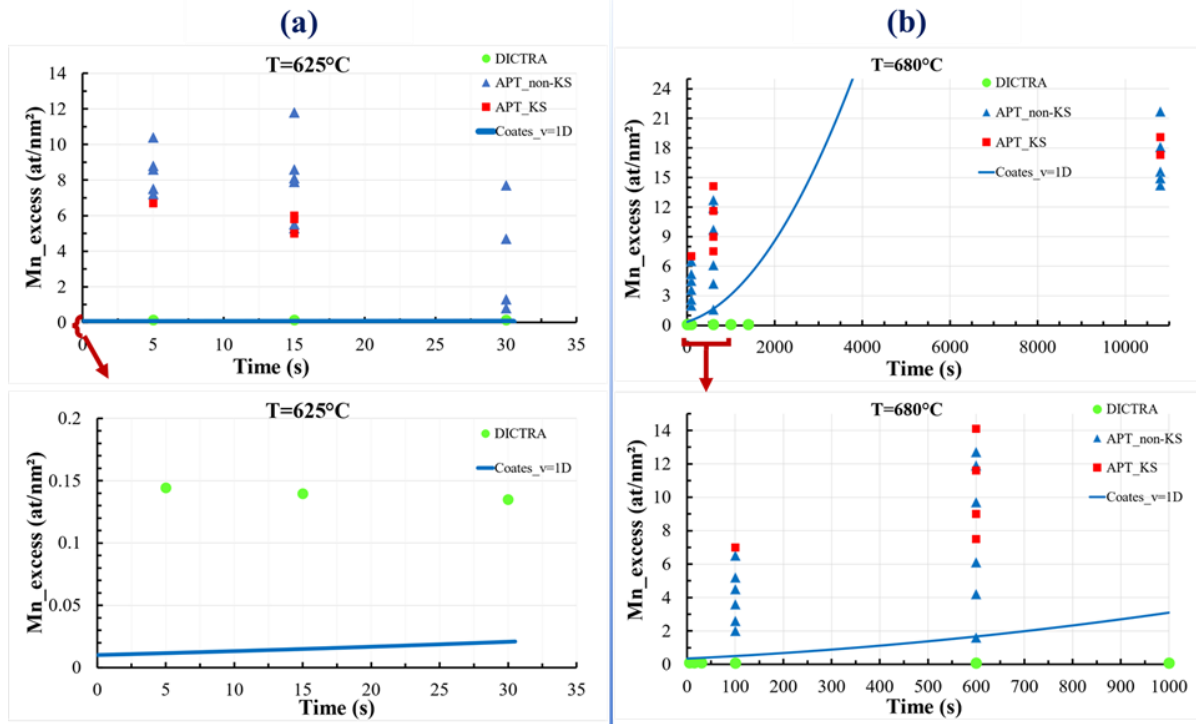 (a)
T=625°C
Mn_excess (at/nm²)
14
12
10
8
6
4
2
0
0 5 10 15 20 25 30 35
Time (s)
DICTRA
APT_non-KS
APT_KS
Coates_v=1D
T=625°C
Mn_excess (at/nm²)
0.2
0.15
0.1
0.05
0
0 5 10 15 20 25 30 35
Time (s)
DICTRA
Coates_v=1D
(b)
T=680°C
Mn_excess (at/nm²)
24
21
18
15
12
9
6
3
0
0 2000 4000 6000 8000 10000
Time (s)
DICTRA
APT_non-KS
APT_KS
Coates_v=1D
T=680°C
Mn_excess (at/nm²)
14
12
10
8
6
4
2
0
0 100 200 300 400 500 600 700 800 900 1000
Time (s)
DICTRA
APT_non-KS
APT_KS
Coates_v=1D